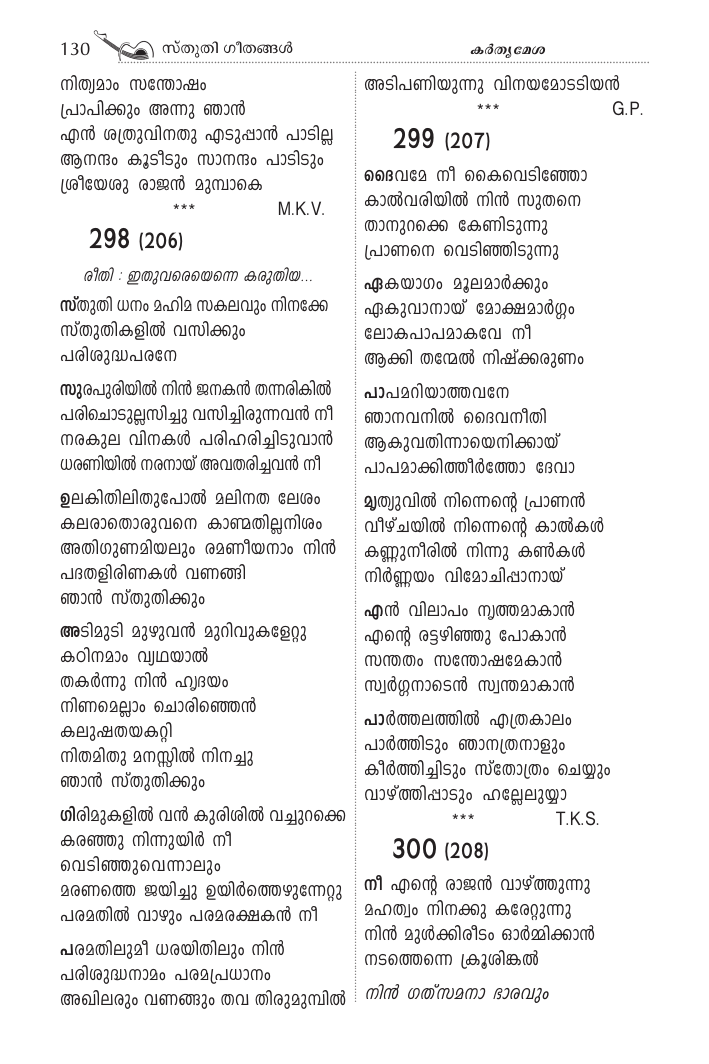 130 സ്തുതി ഗീതങ്ങൾ
കർതൃമേശ
നിത്യമാം സന്തോഷം
പ്രാപിക്കും അന്നു ഞാൻ
എൻ ശത്രുവിനതു എടുപ്പാൻ പാടില്ല
ആനന്ദം കൂടീടും സാനന്ദം പാടിടും
ശ്രീയേശു രാജൻ മുമ്പാകെ
*** M.K.V.
298 (206)
രീതി : ഇതുവരെയെന്നെ കരുതിയ...
സ്തുതി ധനം മഹിമ സകലവും നിനക്കേ
സ്തുതികളിൽ വസിക്കും
പരിശുദ്ധപരനേ
സുരപുരിയിൽ നിൻ ജനകൻ തന്നരികിൽ
പരിചൊടുല്ലസിച്ചു വസിച്ചിരുന്നവൻ നീ
നരകുല വിനകൾ പരിഹരിച്ചിടുവാൻ
ധരണിയിൽ നരനായ് അവതരിച്ചവൻ നീ
ഉലകിതിലിതുപോൽ മലിനത ലേശം
കലരാതൊരുവനെ കാണ്മതില്ലനിശം
അതിഗുണമിയലും രമണീയനാം നിൻ
പദതളിരിണകൾ വണങ്ങി
ഞാൻ സ്തുതിക്കും
അടിമുടി മുഴുവൻ മുറിവുകളേറ്റു
കഠിനമാം വ്യഥയാൽ
തകർന്നു നിൻ ഹൃദയം
നിണമെല്ലാം ചൊരിഞ്ഞെൻ
കലുഷതയകറ്റി
നിതമിതു മനസ്സിൽ നിനച്ചു
ഞാൻ സ്തുതിക്കും
ഗിരിമുകളിൽ വൻ കുരിശിൽ വച്ചുറക്കെ
കരഞ്ഞു നിന്നുയിർ നീ
വെടിഞ്ഞുവെന്നാലും
മരണത്തെ ജയിച്ചു ഉയിർത്തെഴുന്നേറ്റു
പരമതിൽ വാഴും പരമരക്ഷകൻ നീ
പരമതിലുമീ ധരയിതിലും നിൻ
പരിശുദ്ധനാമം പരമപ്രധാനം
അഖിലരും വണങ്ങും തവ തിരുമുമ്പിൽ
അടിപണിയുന്നു വിനയമോടടിയൻ
*** G.P.
299 (207)
ദൈവമേ നീ കൈവെടിഞ്ഞോ
കാൽവരിയിൽ നിൻ സുതനെ
താനുറക്കെ കേണിടുന്നു
പ്രാണനെ വെടിഞ്ഞിടുന്നു
ഏകയാഗം മൂലമാർക്കും
ഏകുവാനായ് മോക്ഷമാർഗ്ഗം
ലോകപാപമാകവേ നീ
ആക്കി തന്മേൽ നിഷ്ക്കരുണം
പാപമറിയാത്തവനേ
ഞാനവനിൽ ദൈവനീതി
ആകുവതിന്നായെനിക്കായ്
പാപമാക്കിത്തീർത്തോ ദേവാ
മൃത്യുവിൽ നിന്നെന്റെ പ്രാണൻ
വീഴ്ചയിൽ നിന്നെന്റെ കാൽകൾ
കണ്ണുനീരിൽ നിന്നു കൺകൾ
നിർണ്ണയം വിമോചിപ്പാനായ്
എൻ വിലാപം നൃത്തമാകാൻ
എന്റെ രട്ടഴിഞ്ഞു പോകാൻ
സന്തതം സന്തോഷമേകാൻ
സ്വർഗ്ഗനാടെൻ സ്വന്തമാകാൻ
പാർത്തലത്തിൽ എത്രകാലം
പാർത്തിടും ഞാനത്രനാളും
കീർത്തിച്ചിടും സ്തോത്രം ചെയ്യും
വാഴ്ത്തിപ്പാടും ഹല്ലേലുയ്യാ
*** T.K.S.
300 (208)
നീ എന്റെ രാജൻ വാഴ്ത്തുന്നു
മഹത്വം നിനക്കു കരേറ്റുന്നു
നിൻ മുൾക്കിരീടം ഓർമ്മിക്കാൻ
നടത്തെന്നെ ക്രൂശിങ്കൽ
നിൻ ഗത്സമനാ ഭാരവും